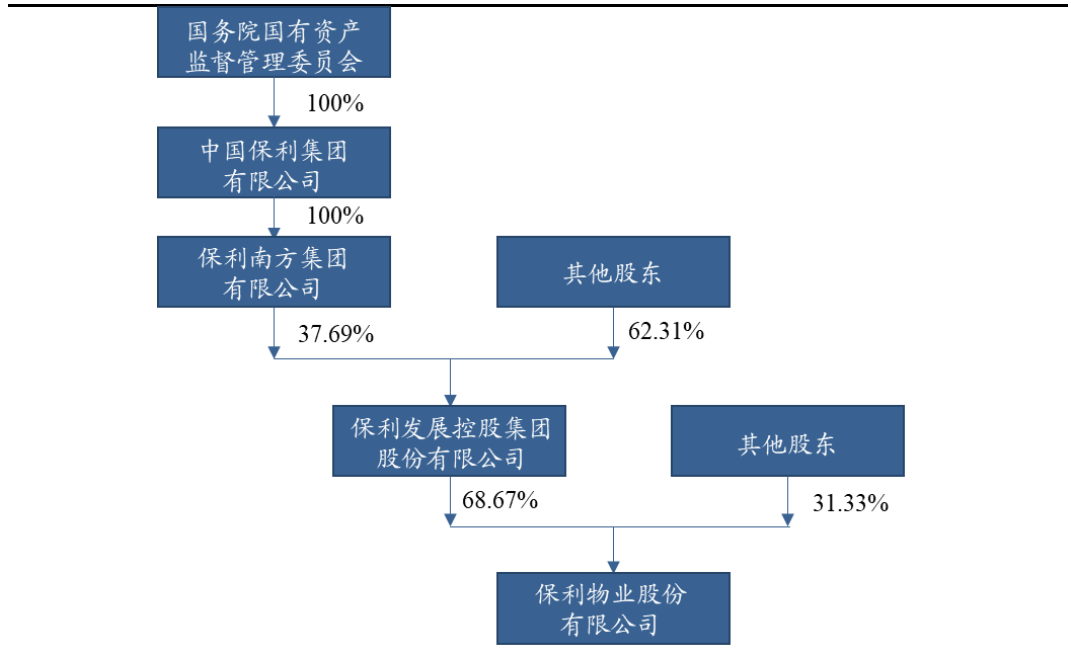 国务院国有资产
监督管理委员会
100%
中国保利集团
有限公司
100%
保利南方集团
有限公司
其他股东
37.69%
62.31%
保利发展控股集团
股份有限公司
其他股东
68.67%
31.33%
保利物业股份
有限公司